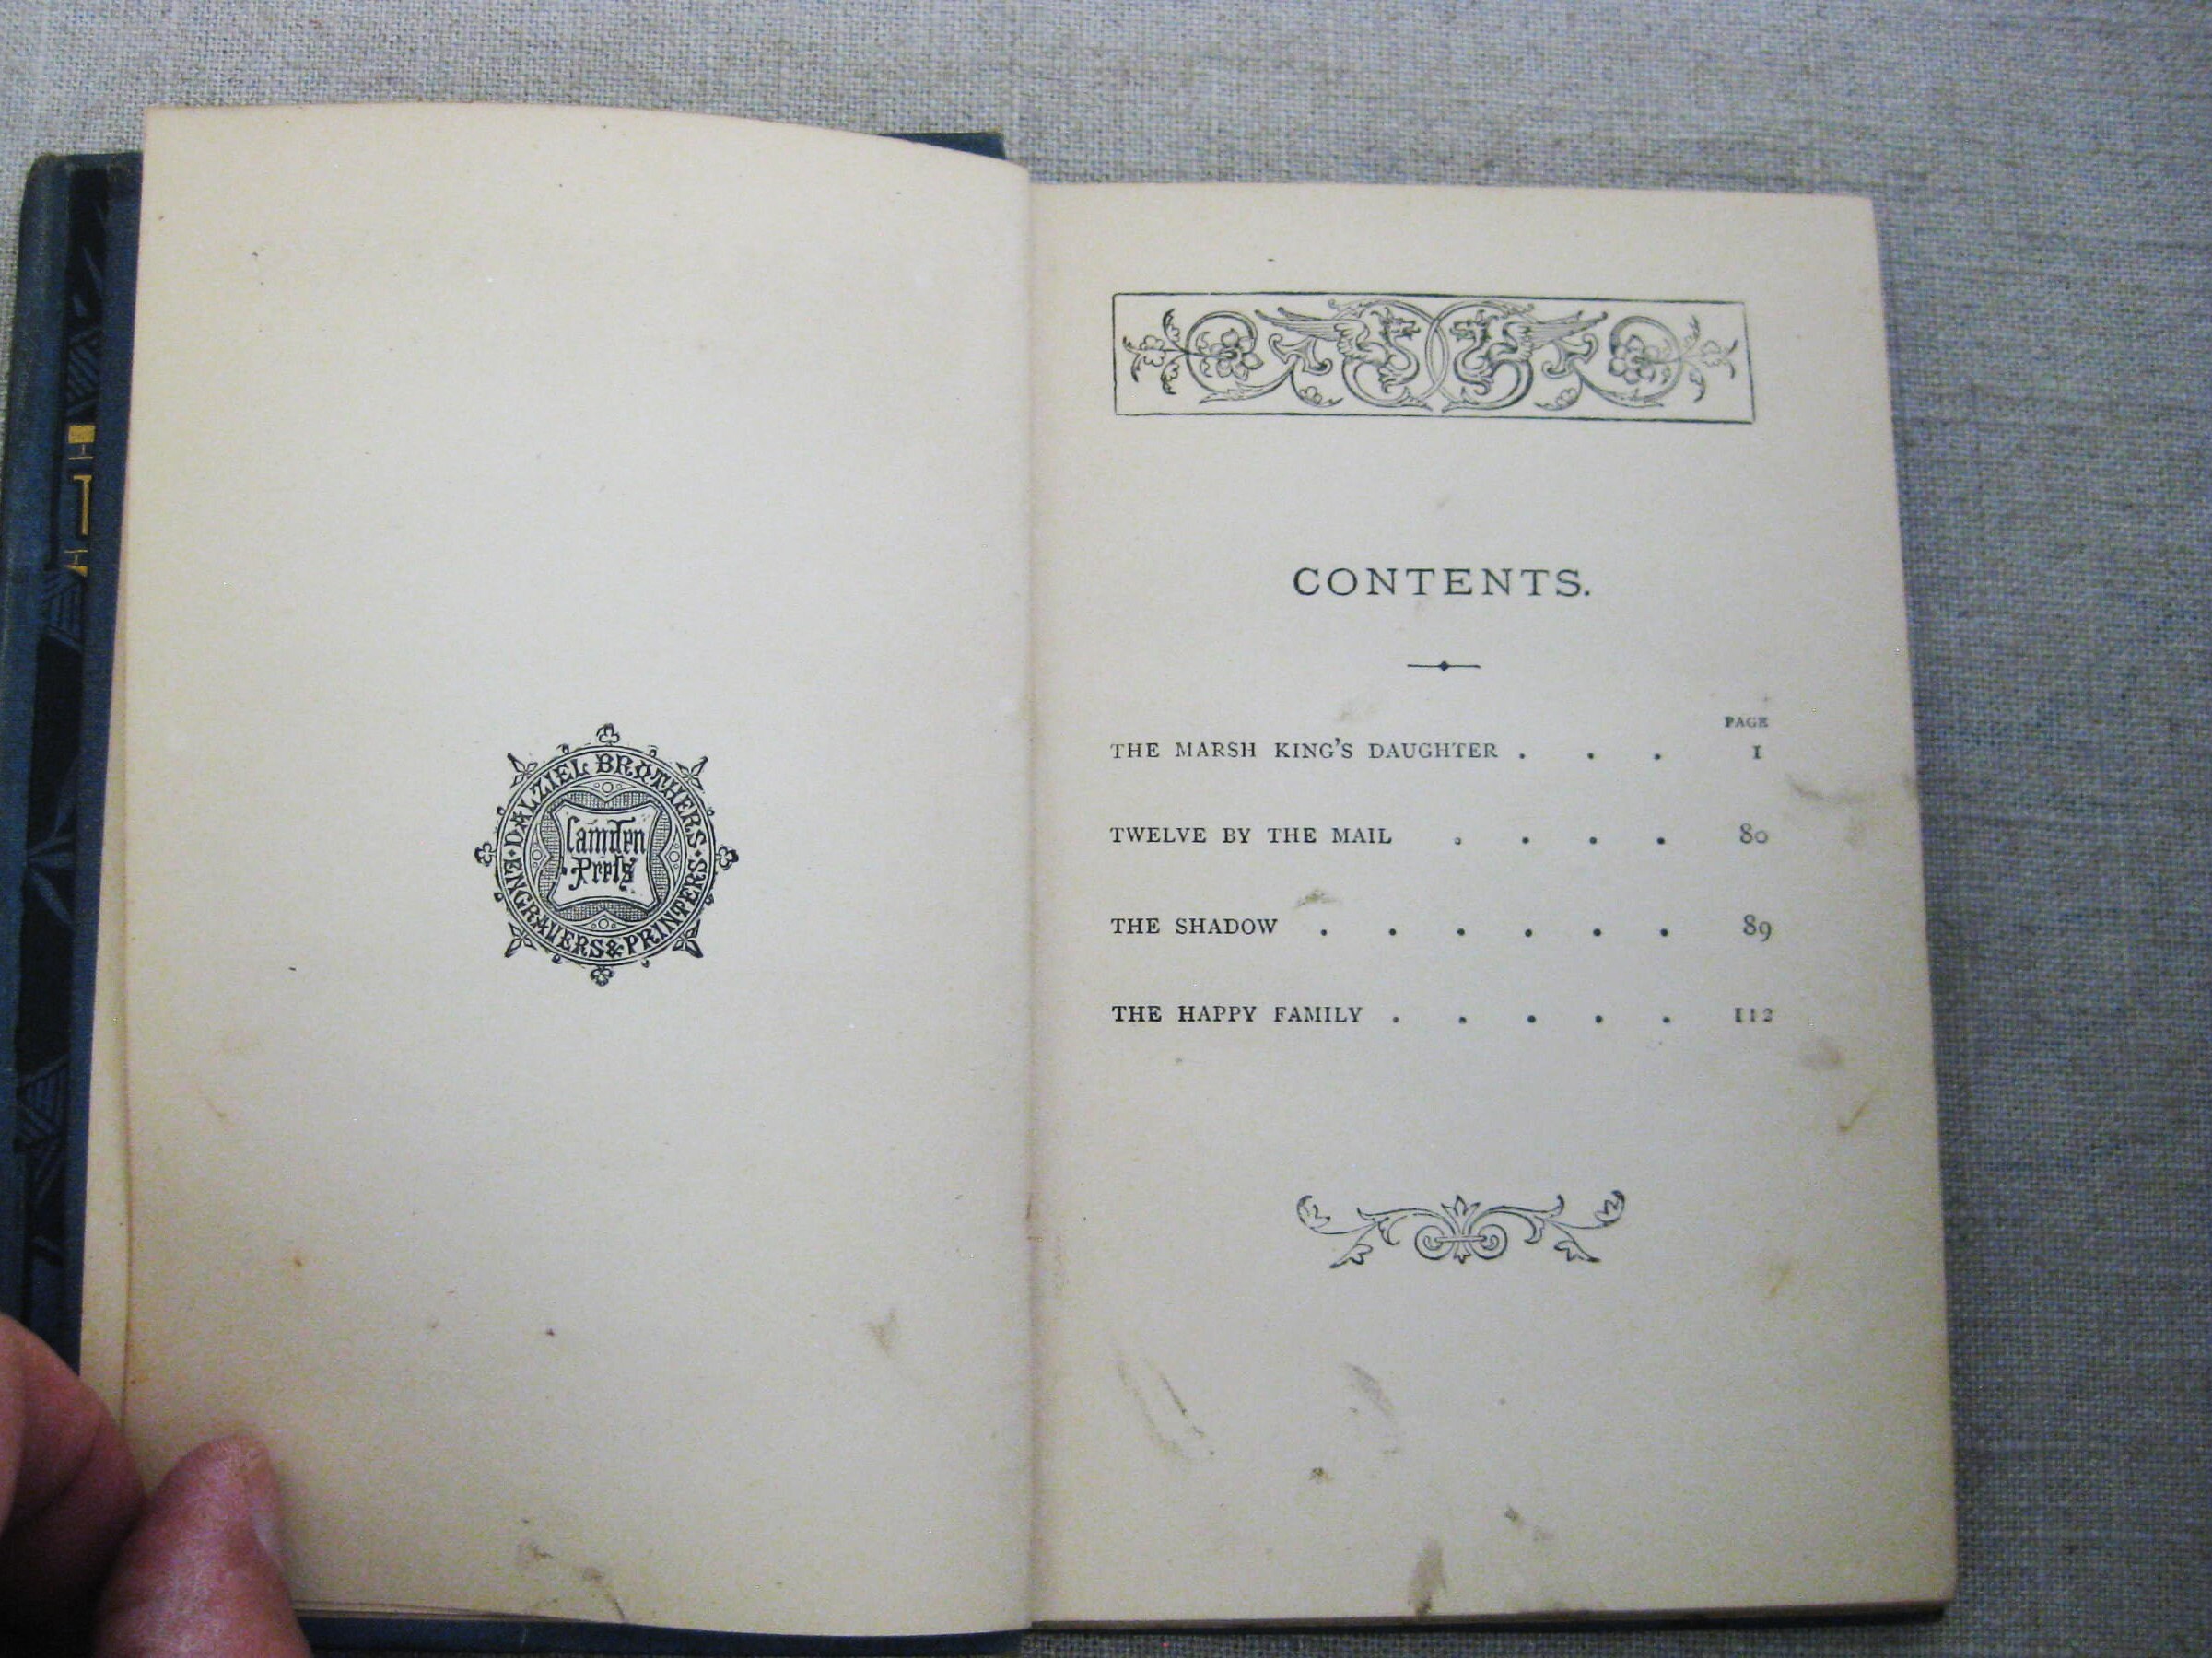 DALZIEL BROTHERS
Camden
Press
ENGRAVERS & PRINTERS
CONTENTS.
PAGE
THE MARSH KING'S DAUGHTER . . . 1
TWELVE BY THE MAIL . . . . 80
THE SHADOW . . . . . . 89
THE HAPPY FAMILY . . . . . 112